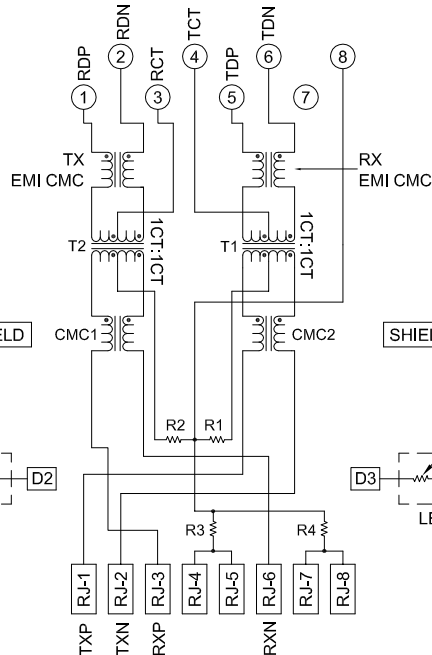 RDP RDN RCT TCT TDP TDN
1 2 3 4 5 6 7 8
TX
EMI CMC
RX
EMI CMC
T2 1CT:1CT T1 1CT:1CT
ELD CMC1 CMC2 SHIEL
R2 R1
D2 D3
LE
R3 R4
RJ-1 RJ-2 RJ-3 RJ-4 RJ-5 RJ-6 RJ-7 RJ-8
TXP TXN RXP RXN